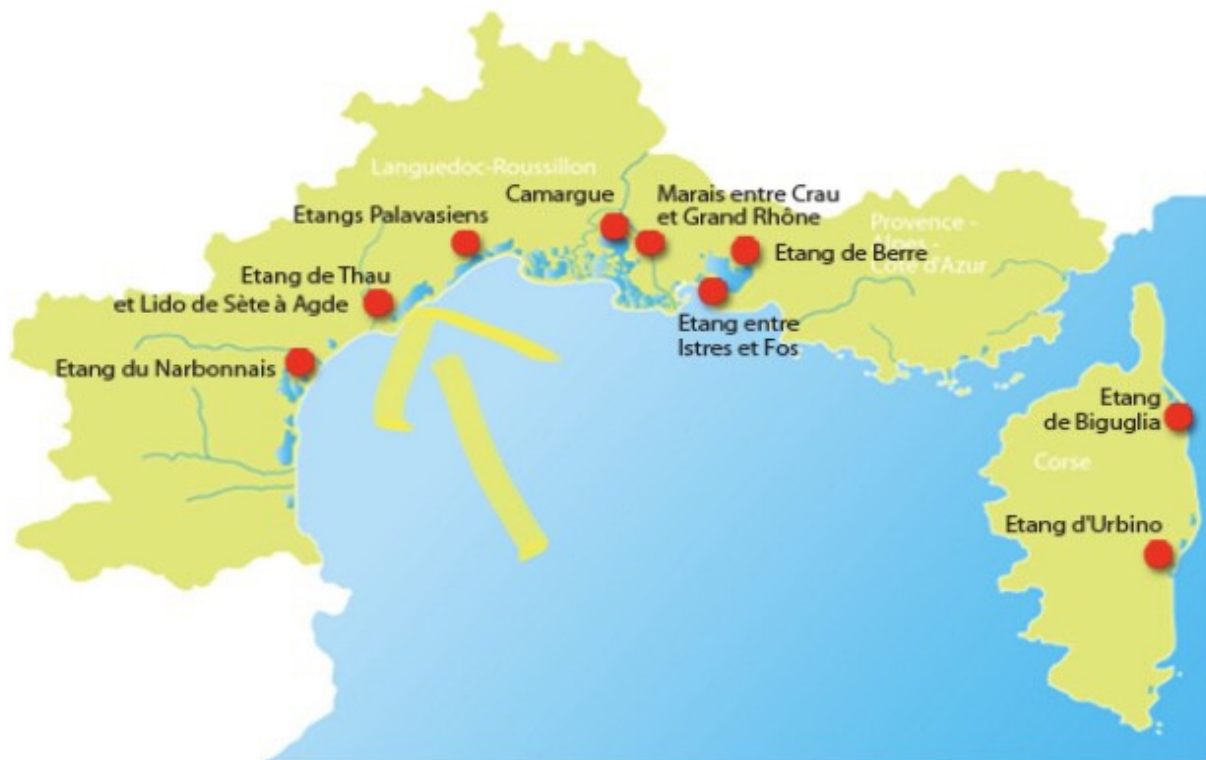 Languedoc-Roussillon
Camargue
Marais entre Crau
et Grand Rhône
Etangs Palavasiens
Provence -
Alpes -
Côte d'Azur
Etang de Berre
Etang de Thau
et Lido de Sète à Agde
Etang entre
Istres et Fos
Etang du Narbonnais
Etang
de Biguglia
Corse
Etang d'Urbino